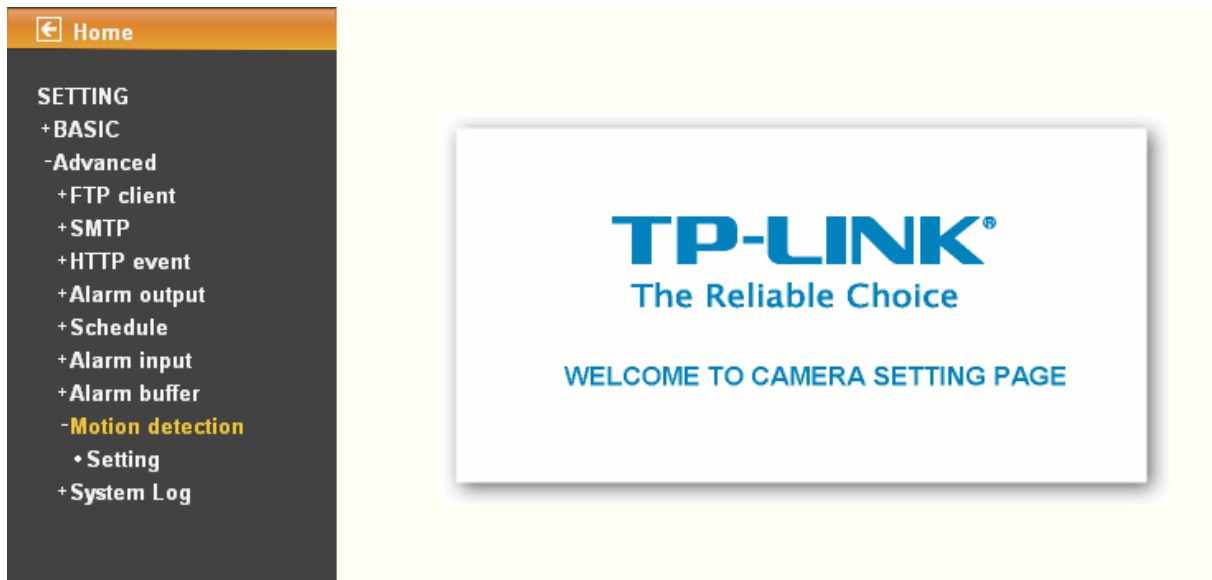 Home
SETTING
+BASIC
-Advanced
+FTP client
+SMTP
+HTTP event
+Alarm output
+Schedule
+Alarm input
+Alarm buffer
-Motion detection
• Setting
+System Log
TP-LINK®
The Reliable Choice
WELCOME TO CAMERA SETTING PAGE